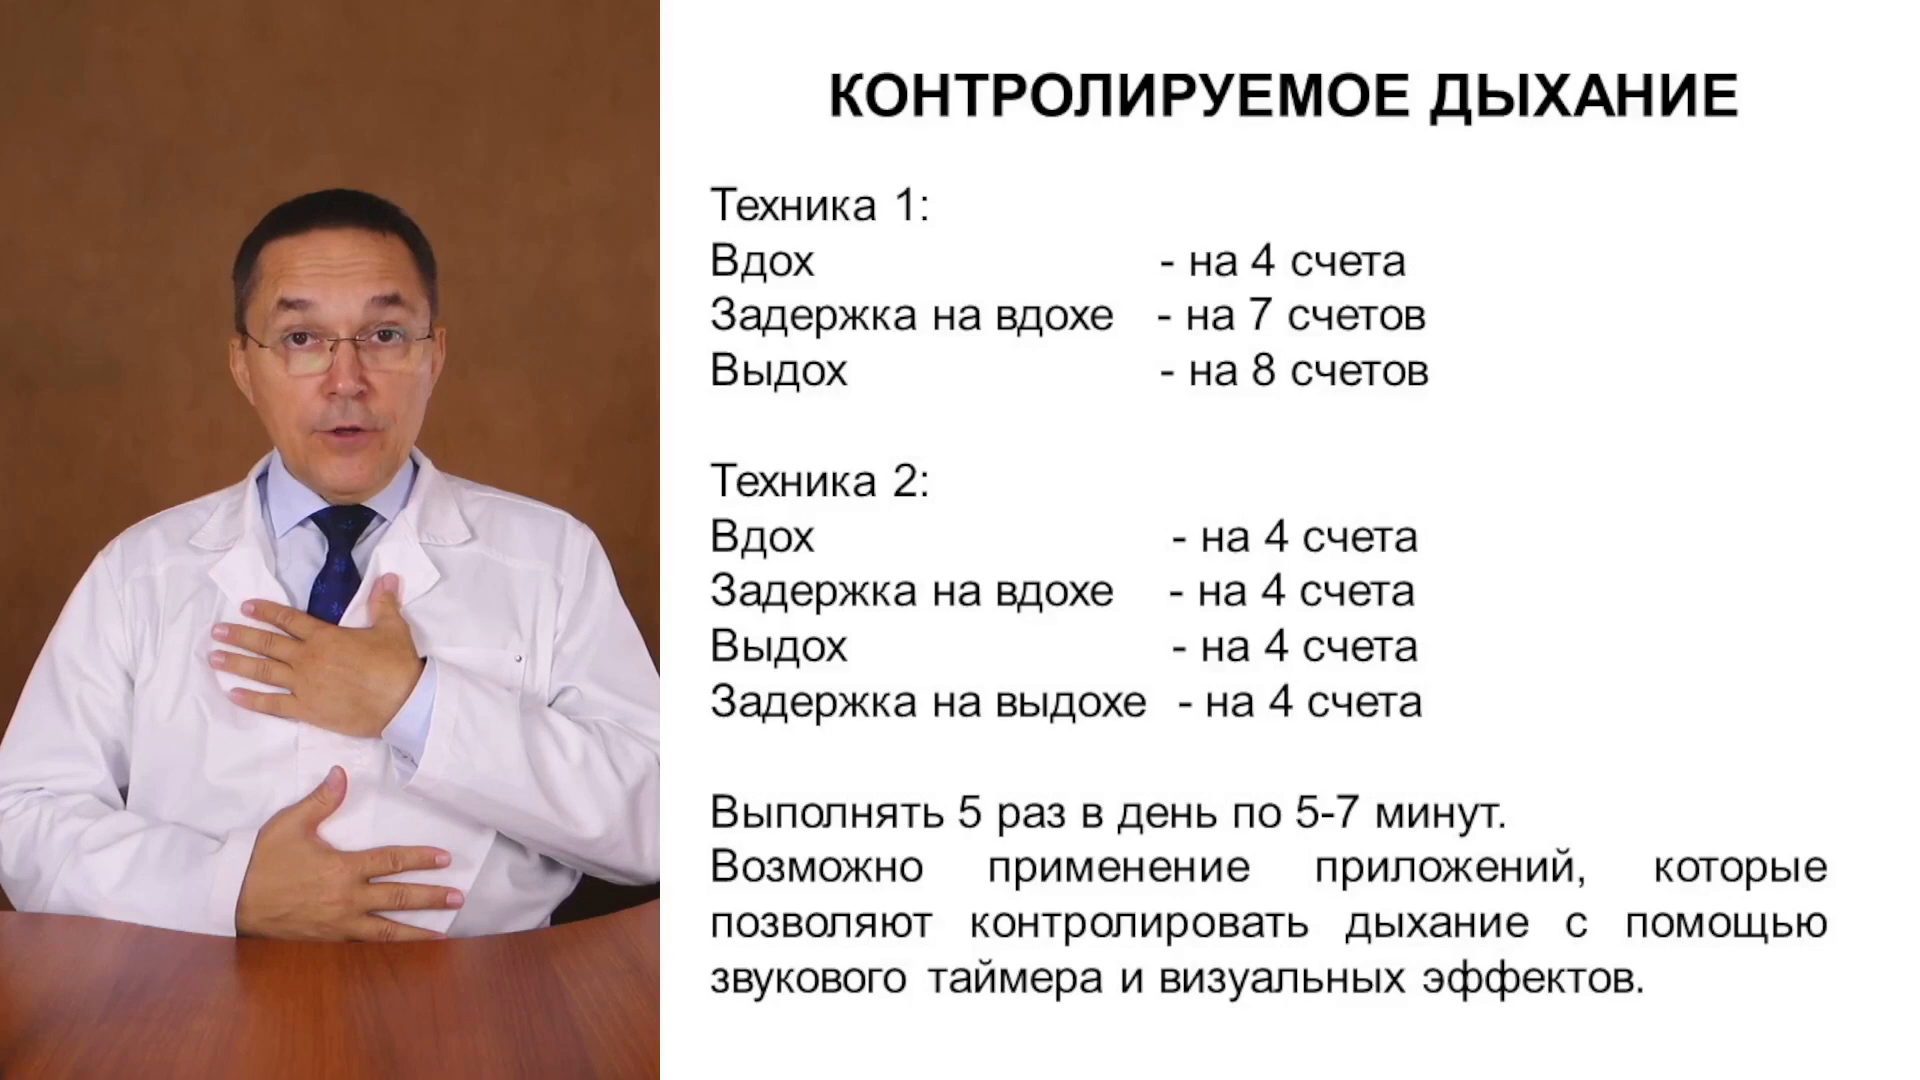 КОНТРОЛИРУЕМОЕ ДЫХАНИЕ
Техника 1:
Вдох - на 4 счета
Задержка на вдохе - на 7 счетов
Выдох - на 8 счетов
Техника 2:
Вдох - на 4 счета
Задержка на вдохе - на 4 счета
Выдох - на 4 счета
Задержка на выдохе - на 4 счета
Выполнять 5 раз в день по 5-7 минут.
Возможно применение приложений, которые
позволяют контролировать дыхание с помощью
звукового таймера и визуальных эффектов.